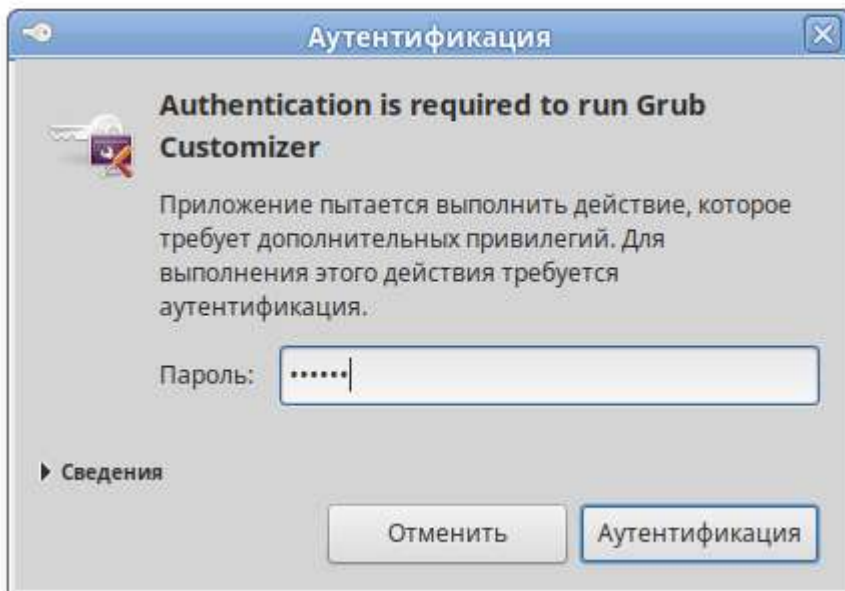 Аутентификация
Authentication is required to run Grub
Customizer
Приложение пытается выполнить действие, которое
требует дополнительных привилегий. Для
выполнения этого действия требуется
аутентификация.
Пароль: ••••••
Сведения
Отменить Аутентификация